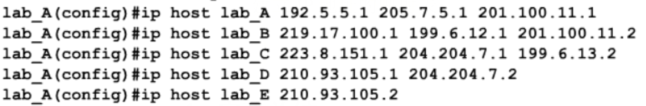 lab_A(config)#ip host lab_A 192.5.5.1 205.7.5.1 201.100.11.1
lab_A(config)#ip host lab_B 219.17.100.1 199.6.12.1 201.100.11.2
lab_A(config)#ip host lab_C 223.8.151.1 204.204.7.1 199.6.13.2
lab_A(config)#ip host lab_D 210.93.105.1 204.204.7.2
lab_A(config)#ip host lab_E 210.93.105.2